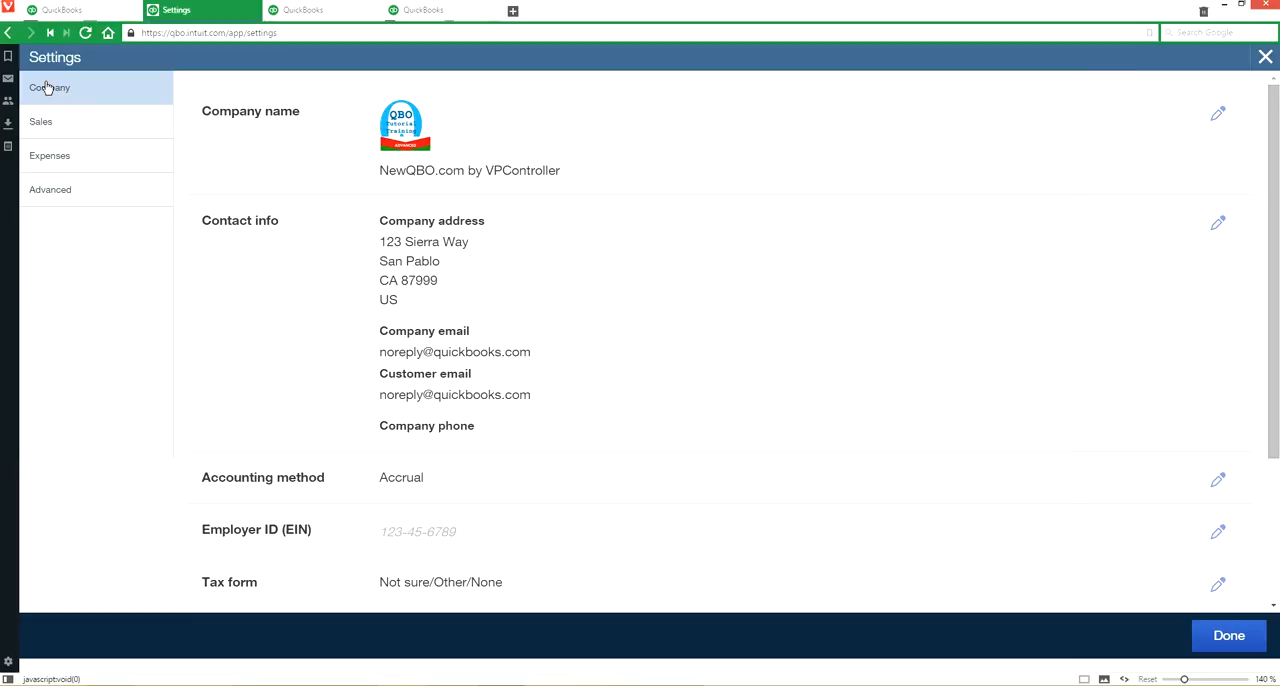 QuickBooks
Settings
QuickBooks
QuickBooks
https://qbo.intuit.com/app/settings
Search Google
Settings
Company
Sales
Expenses
Advanced
Company name
QBO
Tutorial
Training
ADVANCED
NewQBO.com by VPController
Contact info
Company address
123 Sierra Way
San Pablo
CA 87999
US
Company email
noreply@quickbooks.com
Customer email
noreply@quickbooks.com
Company phone
Accounting method
Accrual
Employer ID (EIN)
123-45-6789
Tax form
Not sure/Other/None
Done
javascript:void(0)
Reset
140 %